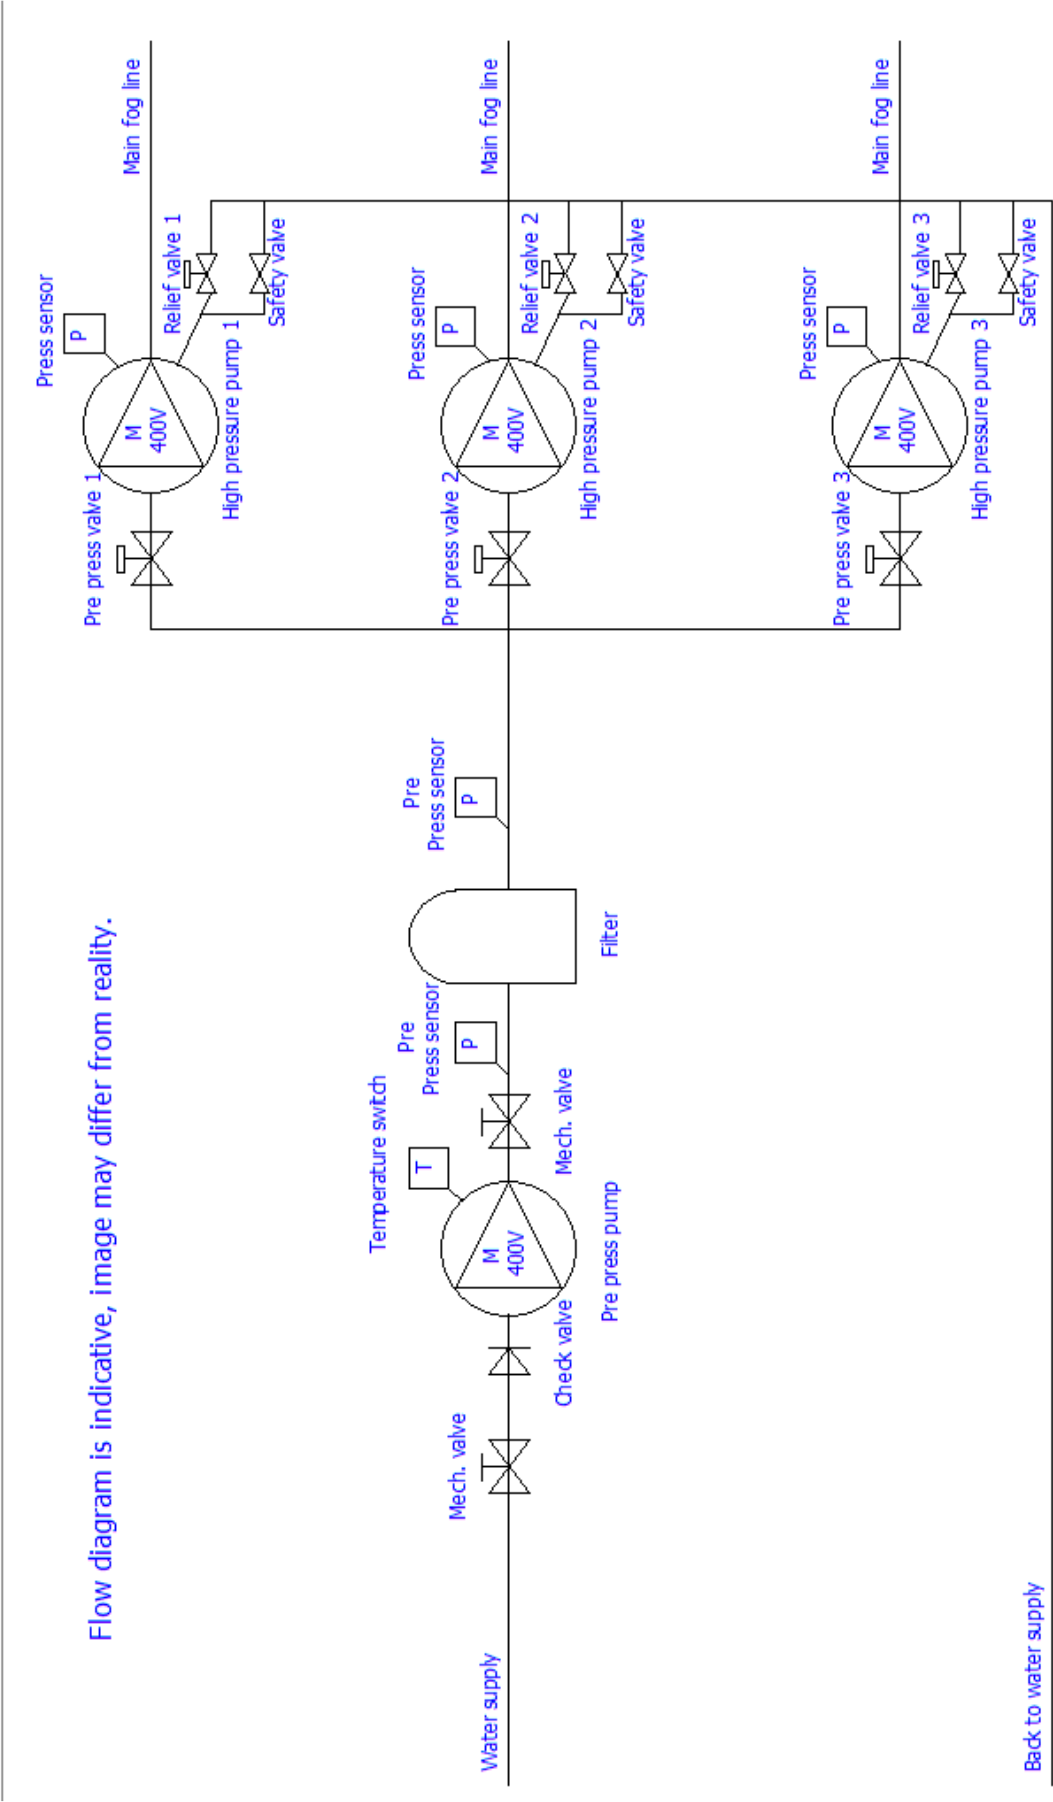 Flow diagram is indicative, image may differ from reality.
Press sensor
P
Main fog line
Pre press valve 1
M
400V
Relief valve 1
High pressure pump 1
Safety valve
Press sensor
P
Main fog line
Pre press valve 2
M
400V
Relief valve 2
High pressure pump 2
Safety valve
Press sensor
P
Main fog line
Pre press valve 3
M
400V
Relief valve 3
High pressure pump 3
Safety valve
Water supply
Mech. valve
Check valve
Temperature switch
T
M
400V
Pre press pump
Mech. valve
Pre
Press sensor
P
Filter
Pre
Press sensor
P
Back to water supply